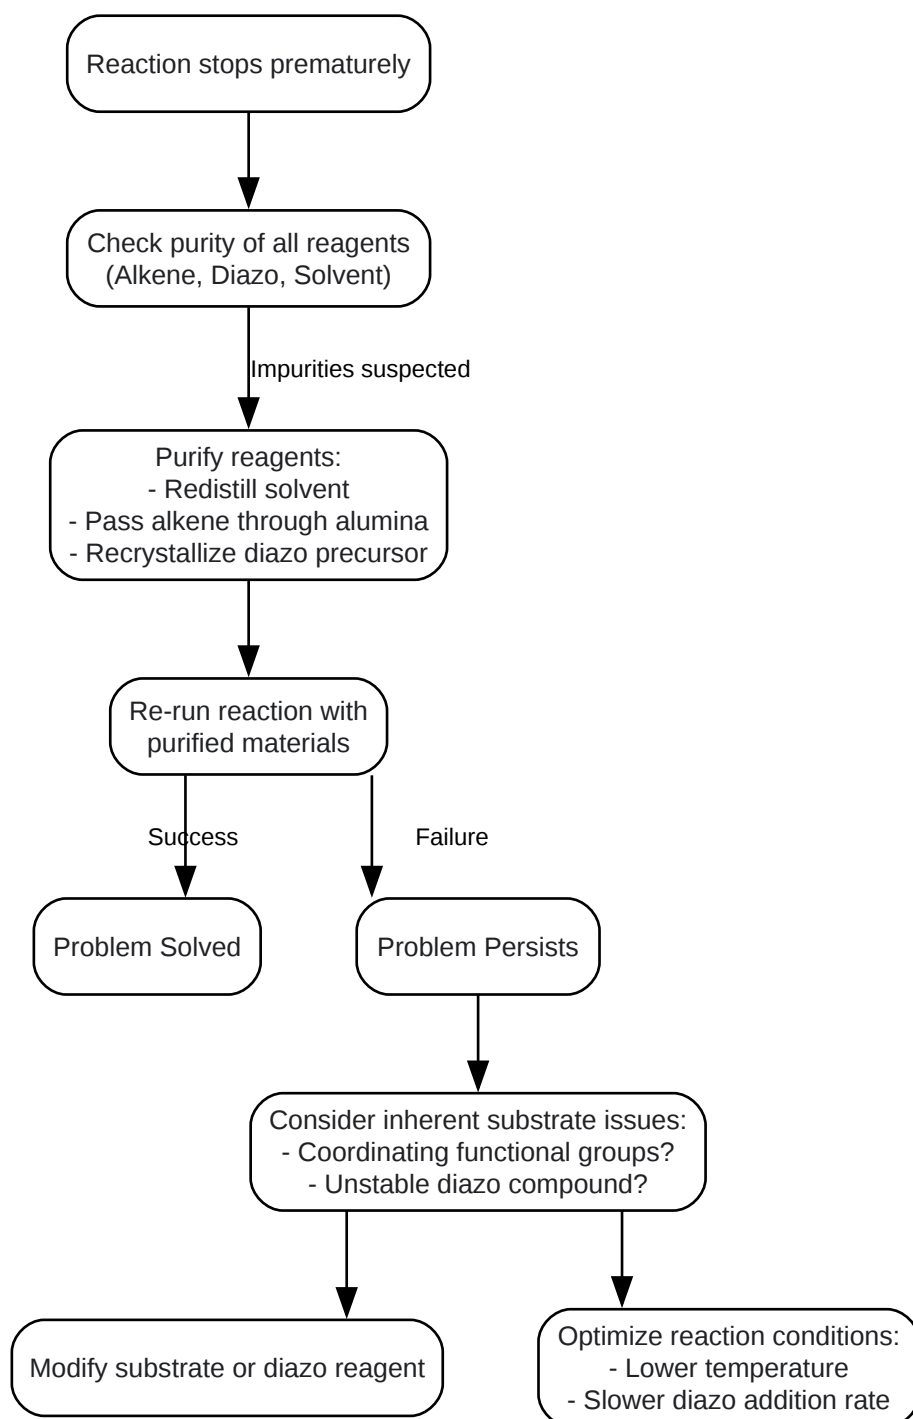 Reaction stops prematurely
Check purity of all reagents
(Alkene, Diazo, Solvent)
Impurities suspected
Purify reagents:
- Redistill solvent
- Pass alkene through alumina
- Recrystallize diazo precursor
Re-run reaction with
purified materials
Success
Failure
Problem Solved
Problem Persists
Consider inherent substrate issues:
- Coordinating functional groups?
- Unstable diazo compound?
Modify substrate or diazo reagent
Optimize reaction conditions:
- Lower temperature
- Slower diazo addition rate